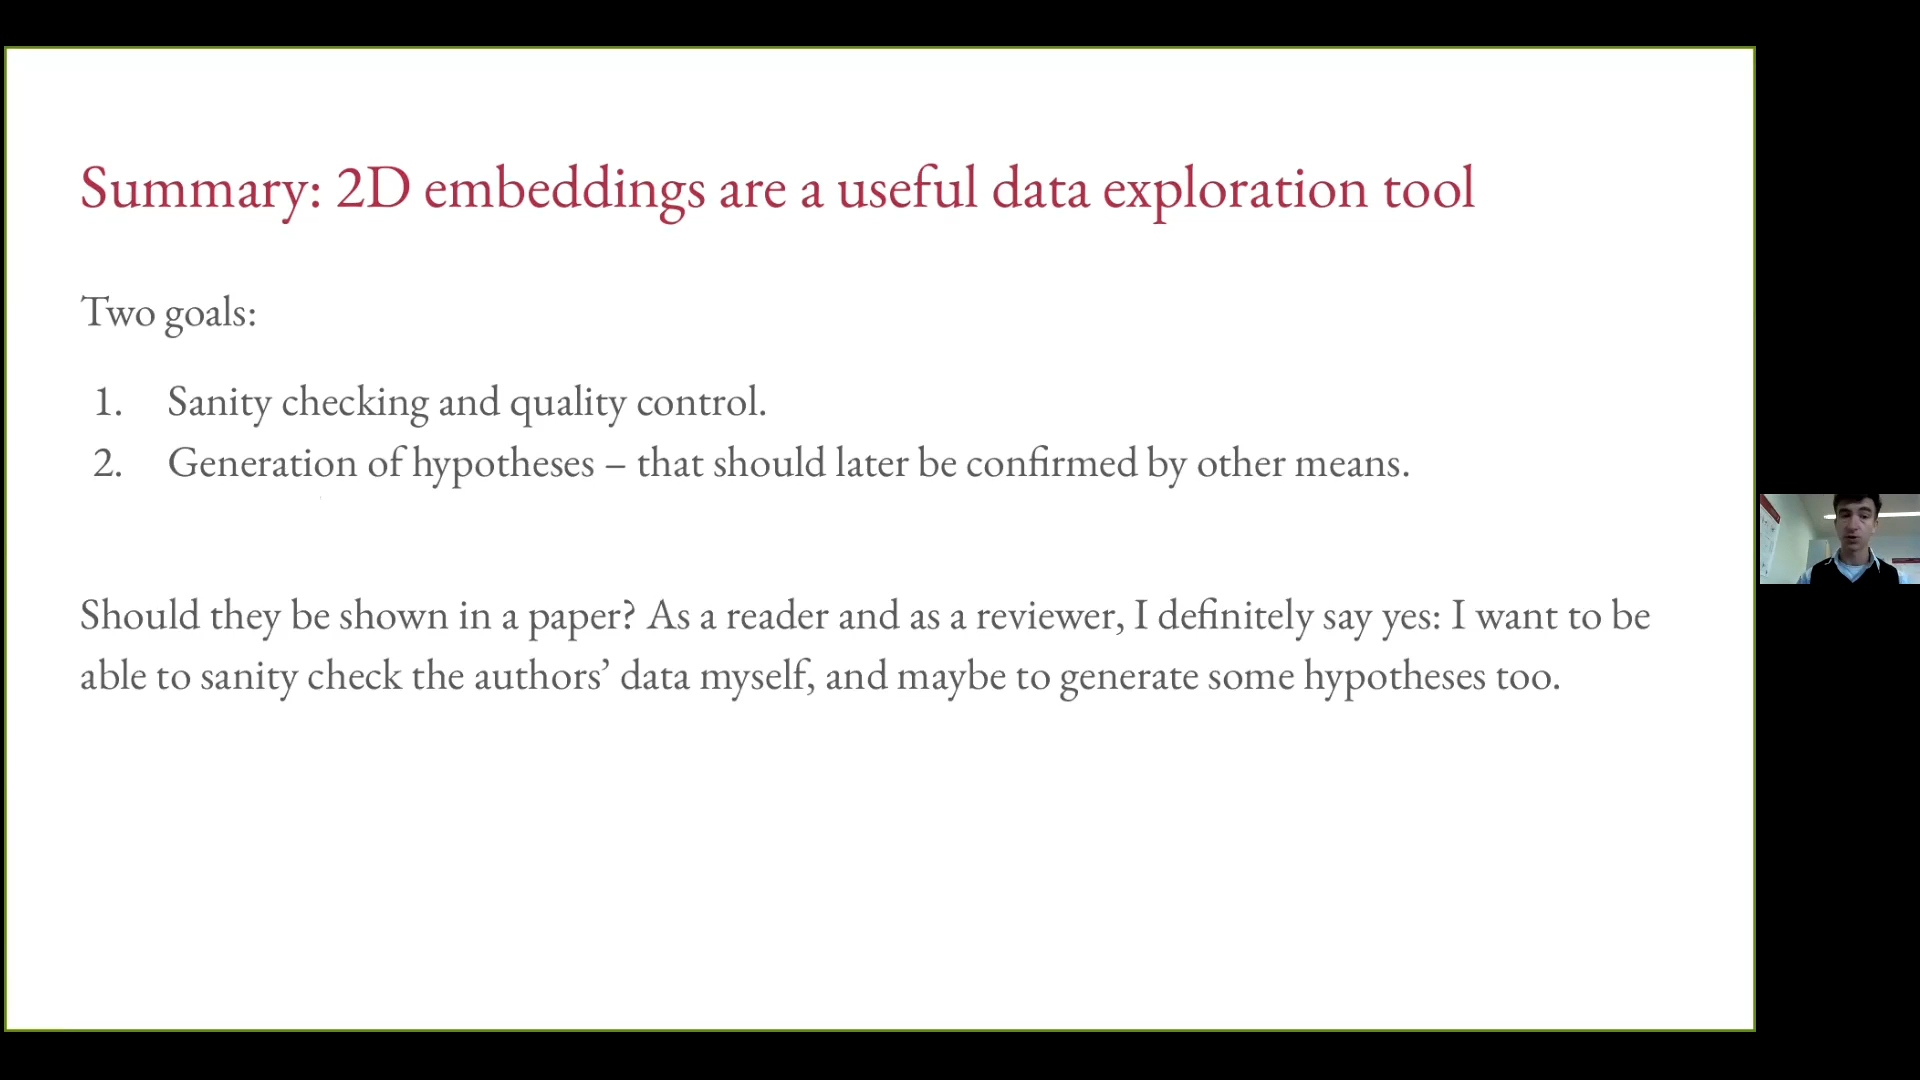 Summary: 2D embeddings are a useful data exploration tool
Two goals:
1. Sanity checking and quality control.
2. Generation of hypotheses – that should later be confirmed by other means.
Should they be shown in a paper? As a reader and as a reviewer, I definitely say yes: I want to be
able to sanity check the authors’ data myself, and maybe to generate some hypotheses too.